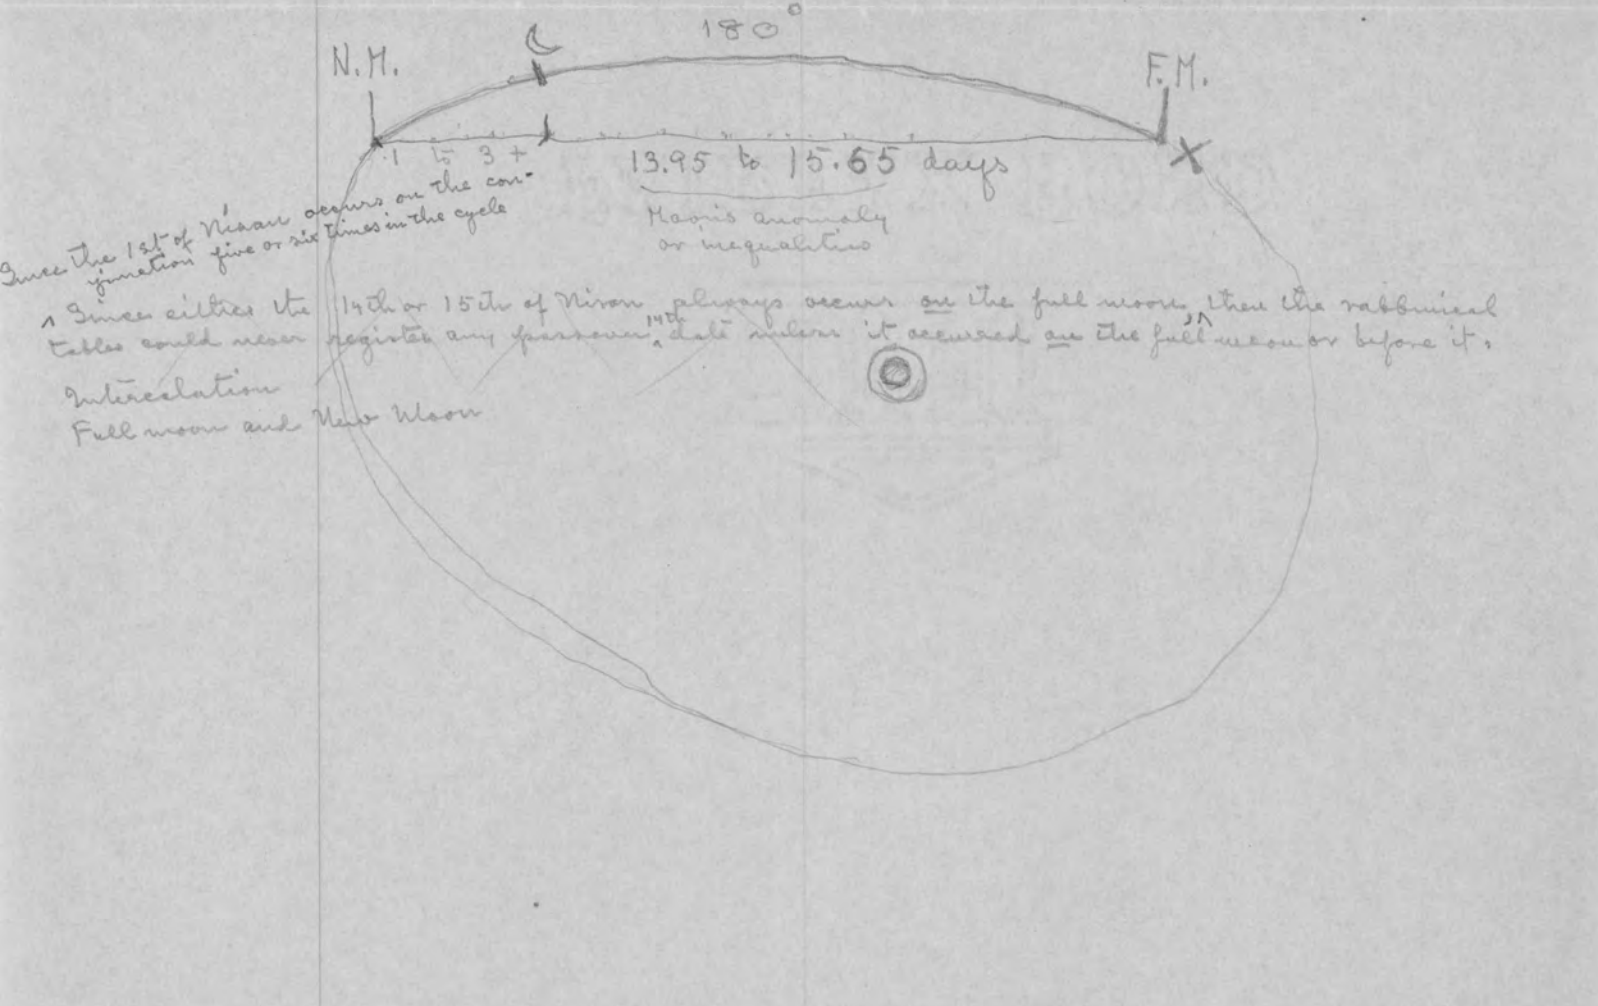 180°
N.M.
F.M.
.1 to 3 +
13.95 to 15.65 days
Moon's anomaly
or inequalities
Since the 1st of Nisan occurs on the con-
junction five or six times in the cycle
^ Since either the 14th or 15th of Nisan always occurs on the full moon, then the rabbinical
tables could never register any passover 14th date unless it occurred on the full moon or before it.
Intercalation
Full moon and New Moon